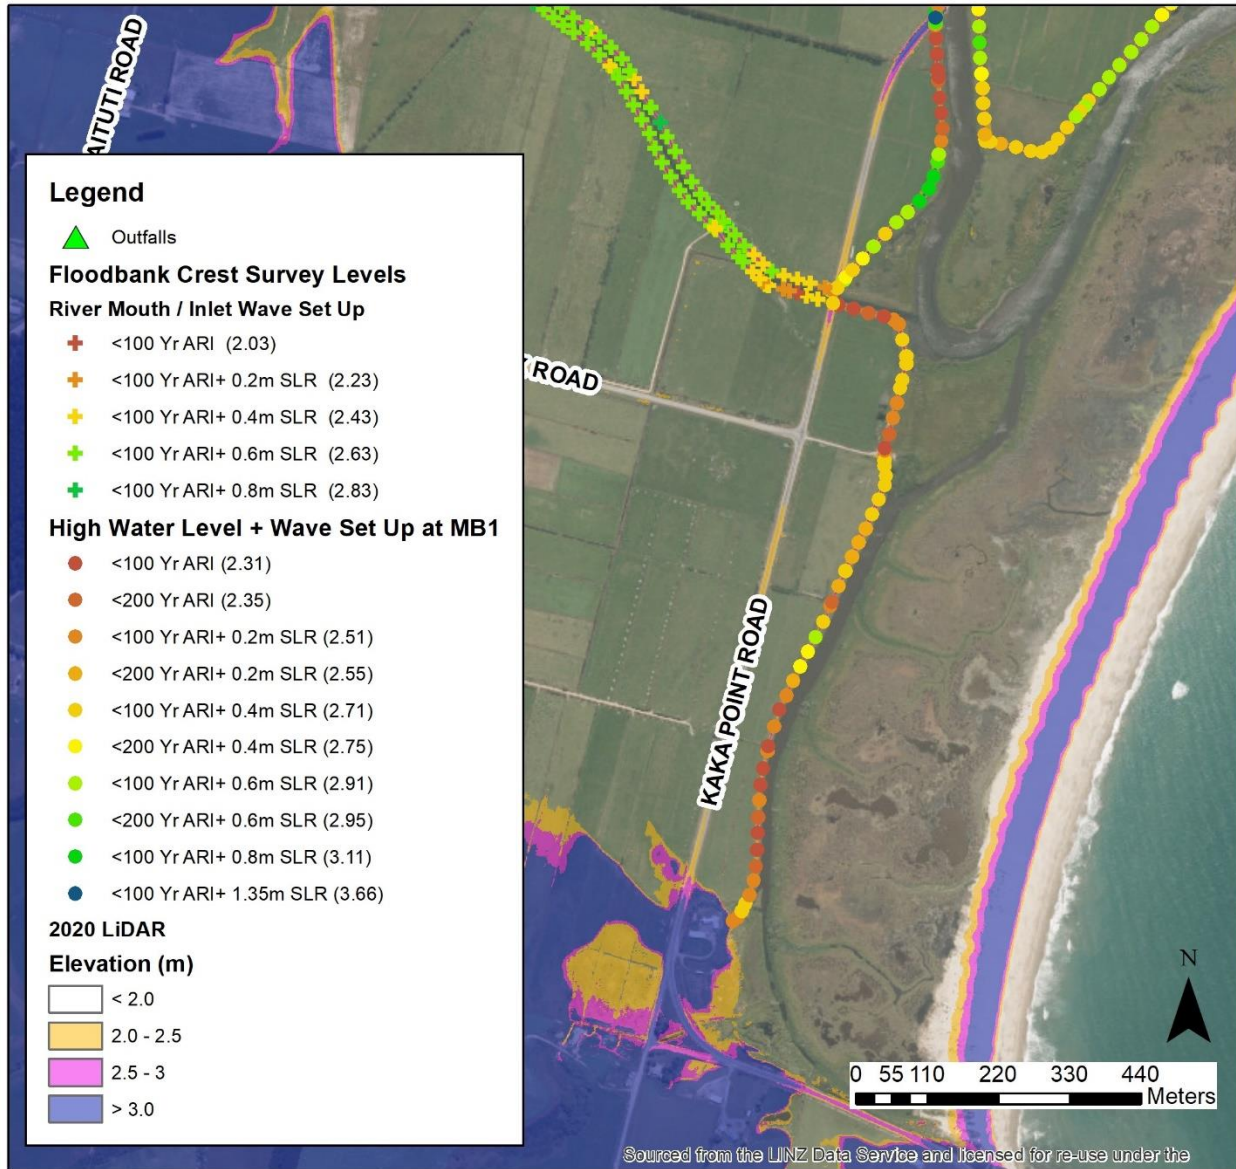 AITUTI ROAD
Legend
Outfalls
Floodbank Crest Survey Levels
River Mouth / Inlet Wave Set Up
<100 Yr ARI (2.03)
<100 Yr ARI+ 0.2m SLR (2.23)
<100 Yr ARI+ 0.4m SLR (2.43)
<100 Yr ARI+ 0.6m SLR (2.63)
<100 Yr ARI+ 0.8m SLR (2.83)
High Water Level + Wave Set Up at MB1
<100 Yr ARI (2.31)
<200 Yr ARI (2.35)
<100 Yr ARI+ 0.2m SLR (2.51)
<200 Yr ARI+ 0.2m SLR (2.55)
<100 Yr ARI+ 0.4m SLR (2.71)
<200 Yr ARI+ 0.4m SLR (2.75)
<100 Yr ARI+ 0.6m SLR (2.91)
<200 Yr ARI+ 0.6m SLR (2.95)
<100 Yr ARI+ 0.8m SLR (3.11)
<100 Yr ARI+ 1.35m SLR (3.66)
2020 LiDAR
Elevation (m)
< 2.0
2.0 - 2.5
2.5 - 3
> 3.0
ROAD
KAKA POINT ROAD
N
0 55 110 220 330 440
Meters
Sourced from the LINZ Data Service and licensed for re-use under the